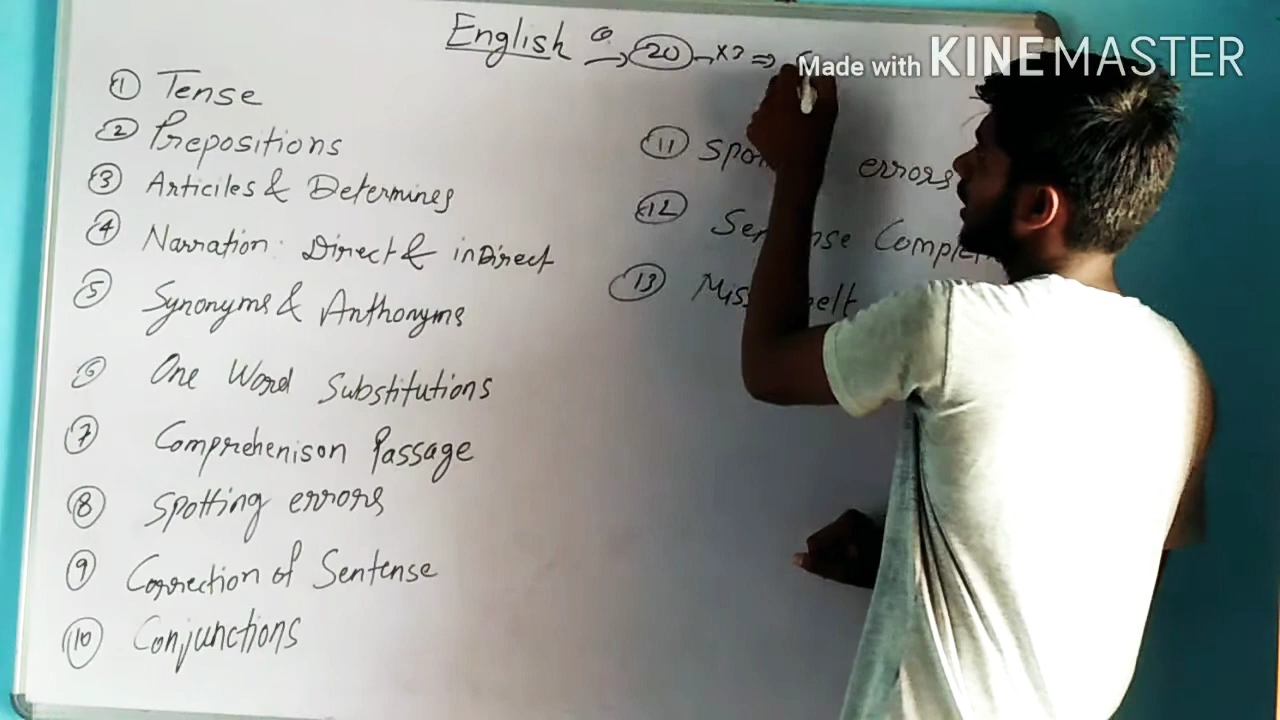 English Q → 20 → x3 ⇒
Made with KINEMASTER
① Tense
② Prepositions
③ Articiles & Determines
④ Narration: Direct & inDirect
⑤ Synonyms & Anthonyms
⑥ One Word Substitutions
⑦ Comprehenison Passage
⑧ Spotting errors
⑨ Correction of Sentense
⑩ Conjunctions
⑪ errors
⑫
⑬